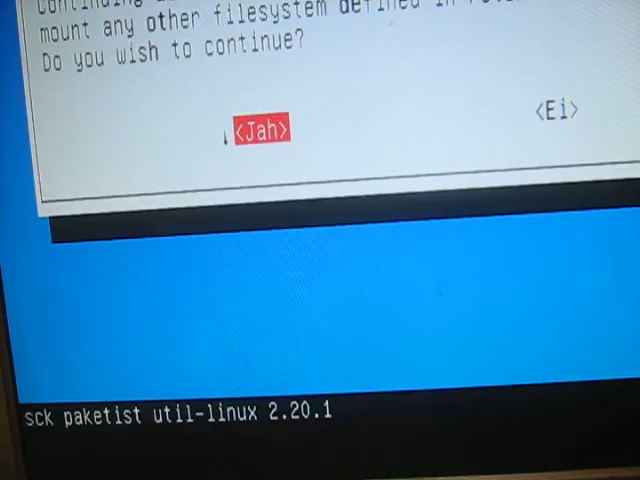 Continuing
mount any other filesystem defined in
Do you wish to continue?
<Jah> <Ei>
sck paketist util-linux 2.20.1